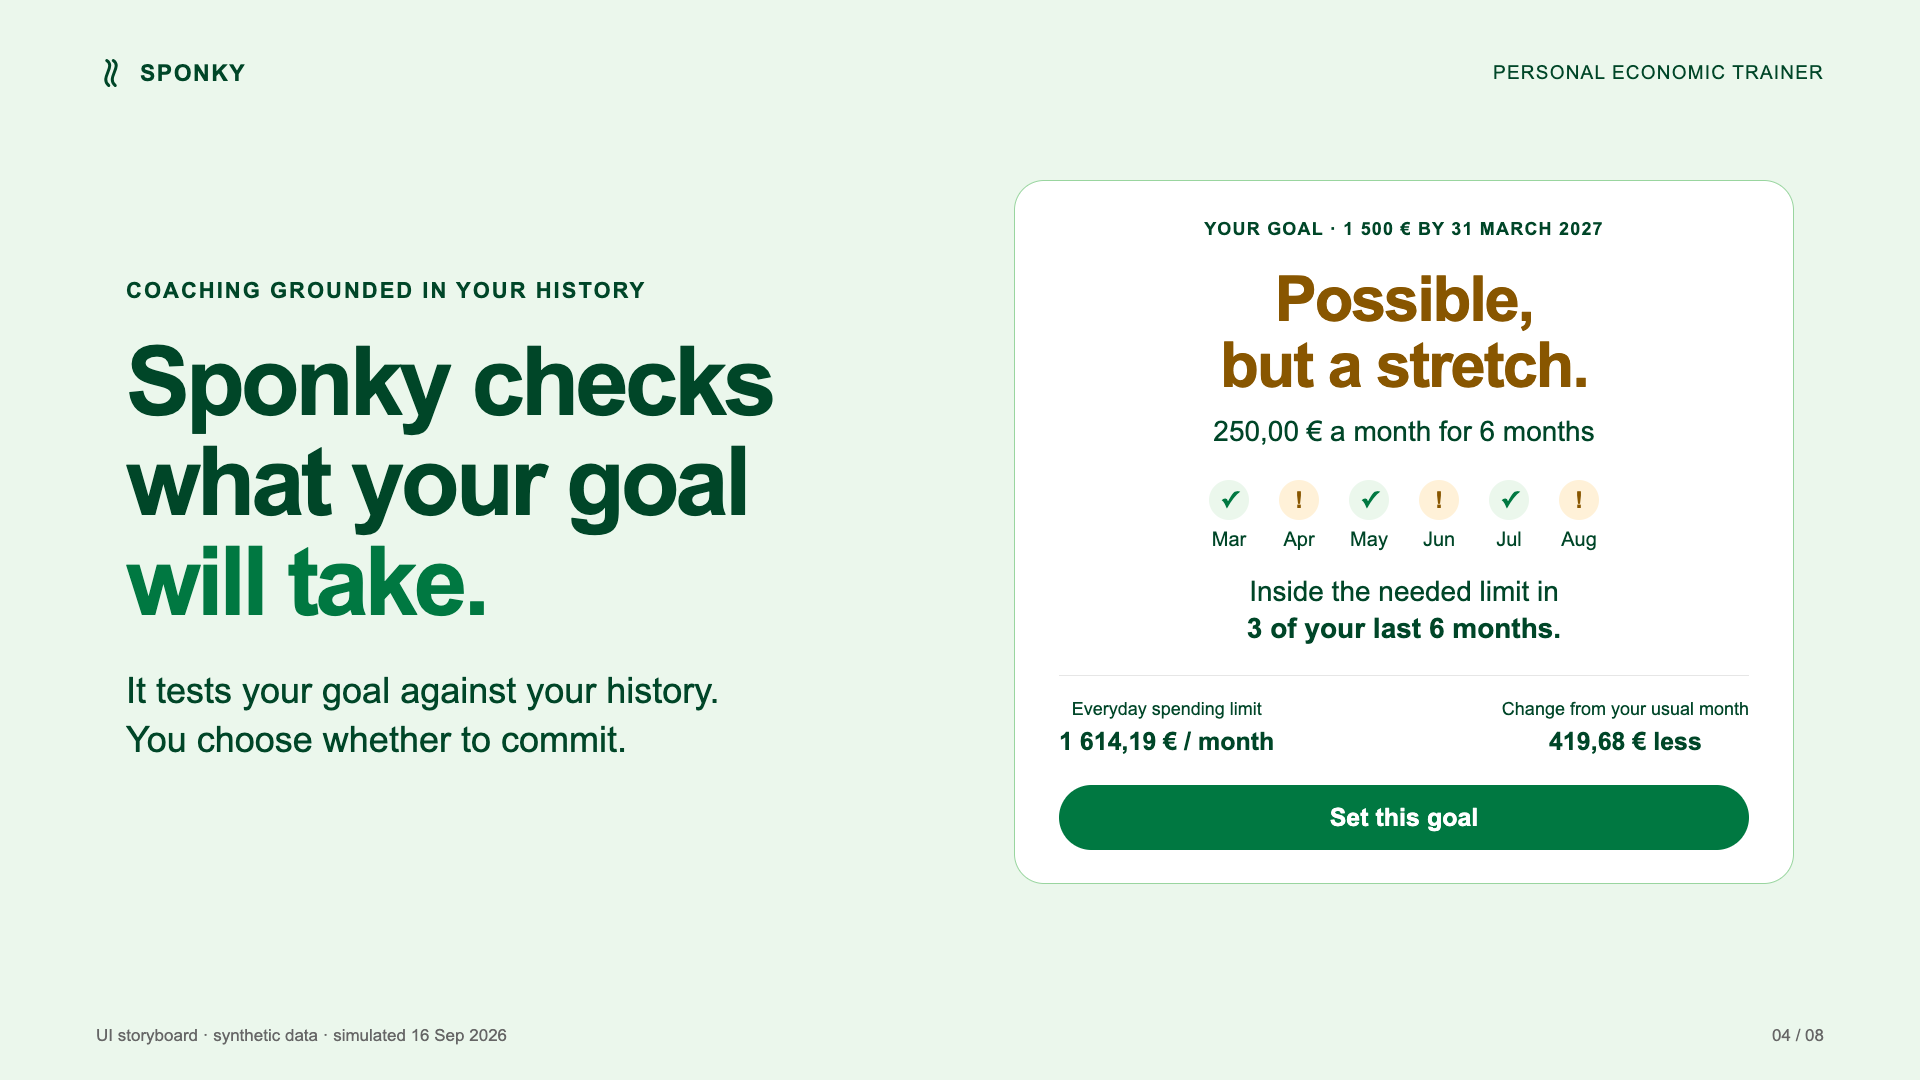 SPONKY
PERSONAL ECONOMIC TRAINER
COACHING GROUNDED IN YOUR HISTORY
Sponky checks
what your goal
will take.
It tests your goal against your history.
You choose whether to commit.
YOUR GOAL · 1 500 € BY 31 MARCH 2027
Possible,
but a stretch.
250,00 € a month for 6 months
✓ ! ✓ ! ✓ !
Mar Apr May Jun Jul Aug
Inside the needed limit in
3 of your last 6 months.
Everyday spending limit
1 614,19 € / month
Change from your usual month
419,68 € less
Set this goal
UI storyboard · synthetic data · simulated 16 Sep 2026
04 / 08